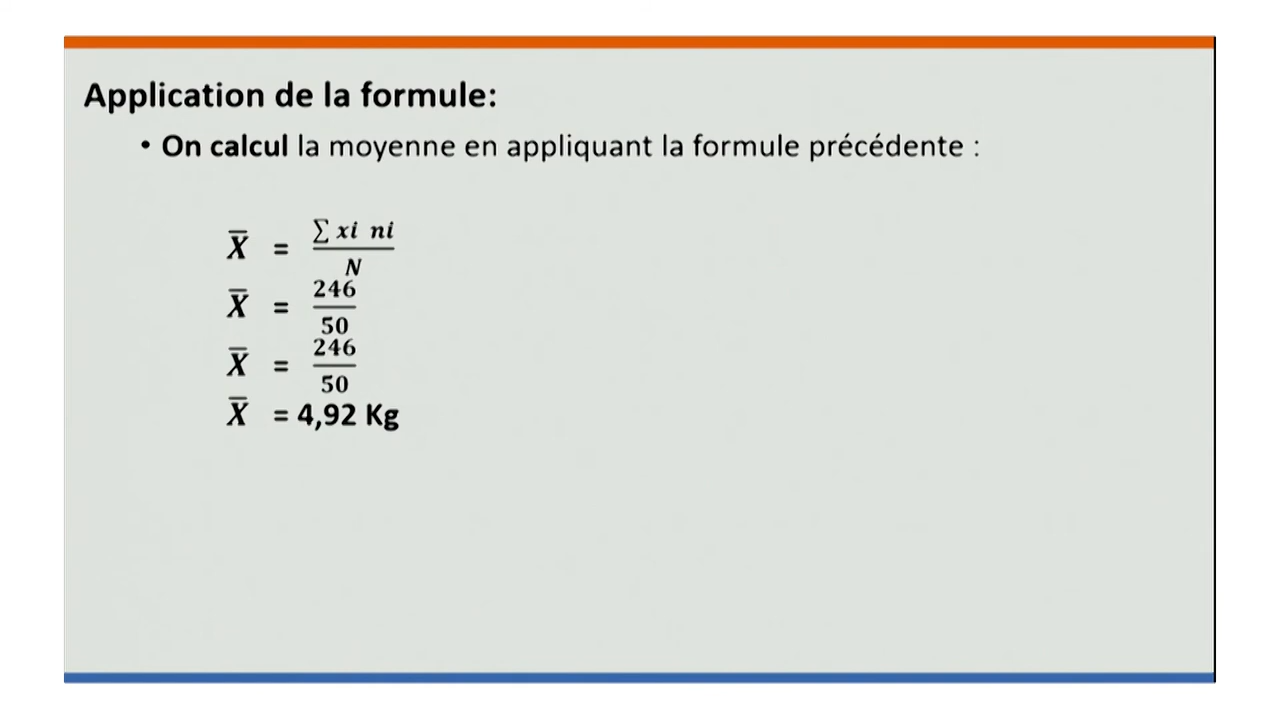 Application de la formule:
• On calcul la moyenne en appliquant la formule précédente :
X̅ = ∑ xi ni / N
X̅ = 246 / 50
X̅ = 246 / 50
X̅ = 4,92 Kg